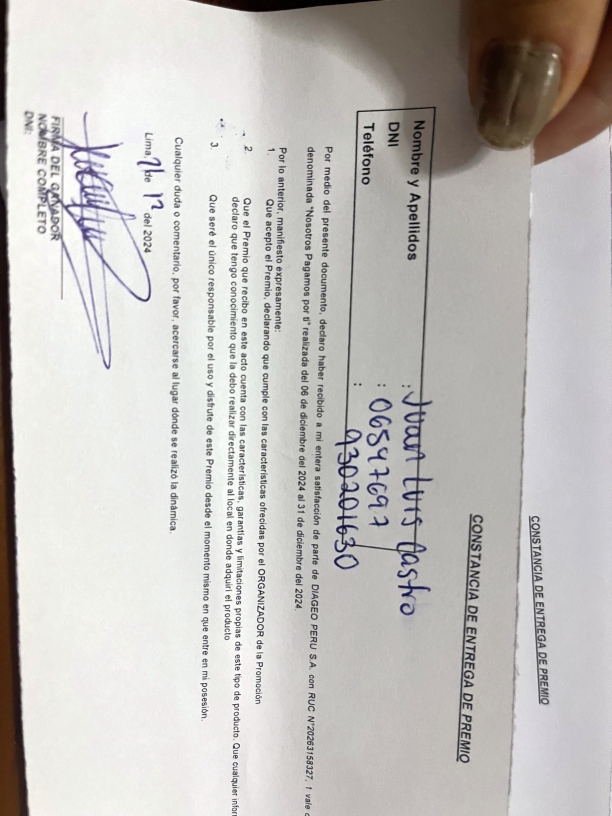 CONSTANCIA DE ENTREGA DE PREMIO
CONSTANCIA DE ENTREGA DE PREMIO
Nombre y Apellidos : Juan Luis Castro
DNI : 06547697
Teléfono : 930201630
Por medio del presente documento, declaro haber recibido a mi entera satisfacción de parte de DIAGEO PERU S.A. con RUC N°20263158327, 1 vale
denominada "Nosotros Pagamos por ti" realizada del 06 de diciembre del 2024 al 31 de diciembre del 2024.
Por lo anterior, manifiesto expresamente:
1. Que acepto el Premio, declarando que cumple con las características ofrecidas por el ORGANIZADOR de la Promoción
2. Que el Premio que recibo en este acto cuenta con las características, garantías y limitaciones propias de este tipo de producto. Que cualquier
declaro que tengo conocimiento que la debo realizar directamente al local en donde adquirí el producto
3. Que seré el único responsable por el uso y disfrute de este Premio desde el momento mismo en que entre en mi posesión.
Cualquier duda o comentario, por favor, acercarse al lugar dónde se realizó la dinámica.
Lima, 21 de 12 del 2024
FIRMA DEL GANADOR
NOMBRE COMPLETO
DNI: